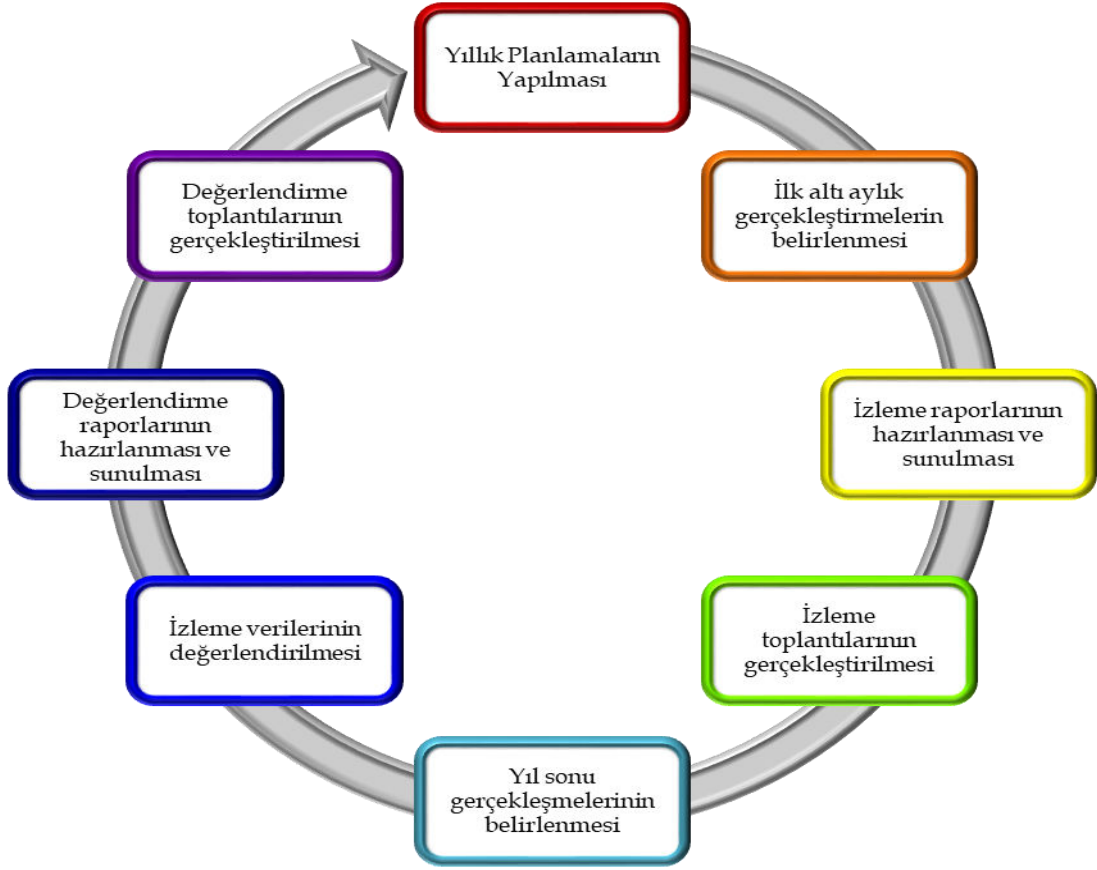 Yıllık Planlamaların
Yapılması
İlk altı aylık
gerçekleştirmelerin
belirlenmesi
İzleme raporlarının
hazırlanması ve
sunulması
İzleme
toplantılarının
gerçekleştirilmesi
Yıl sonu
gerçekleşmelerinin
belirlenmesi
İzleme verilerinin
değerlendirilmesi
Değerlendirme
raporlarının
hazırlanması ve
sunulması
Değerlendirme
toplantılarının
gerçekleştirilmesi